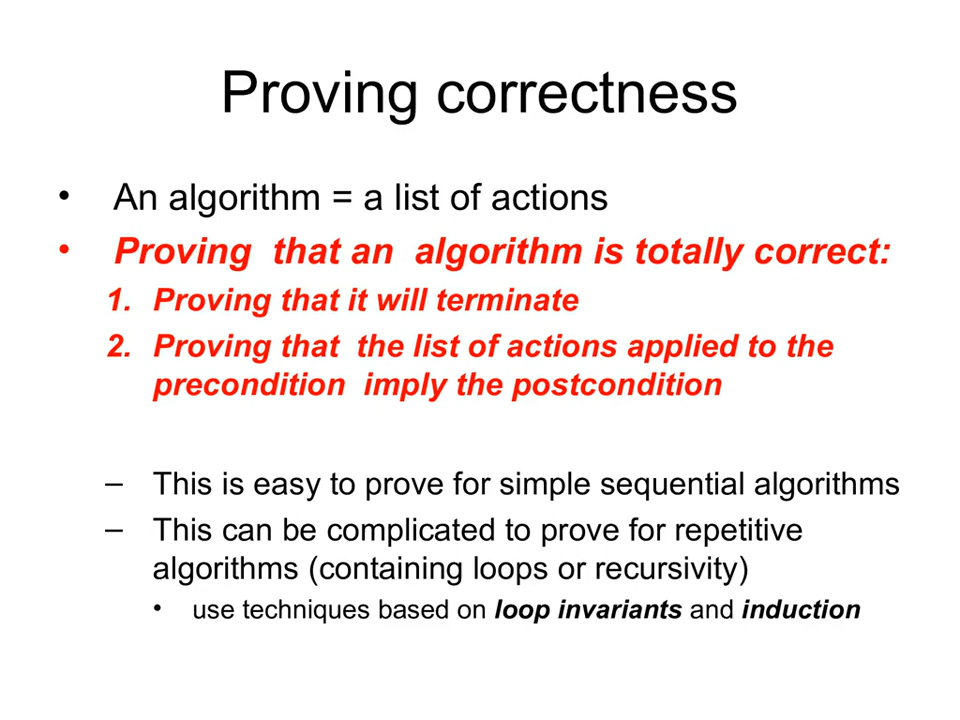 Proving correctness
• An algorithm = a list of actions
• Proving that an algorithm is totally correct:
1. Proving that it will terminate
2. Proving that the list of actions applied to the
precondition imply the postcondition
– This is easy to prove for simple sequential algorithms
– This can be complicated to prove for repetitive
algorithms (containing loops or recursivity)
• use techniques based on loop invariants and induction